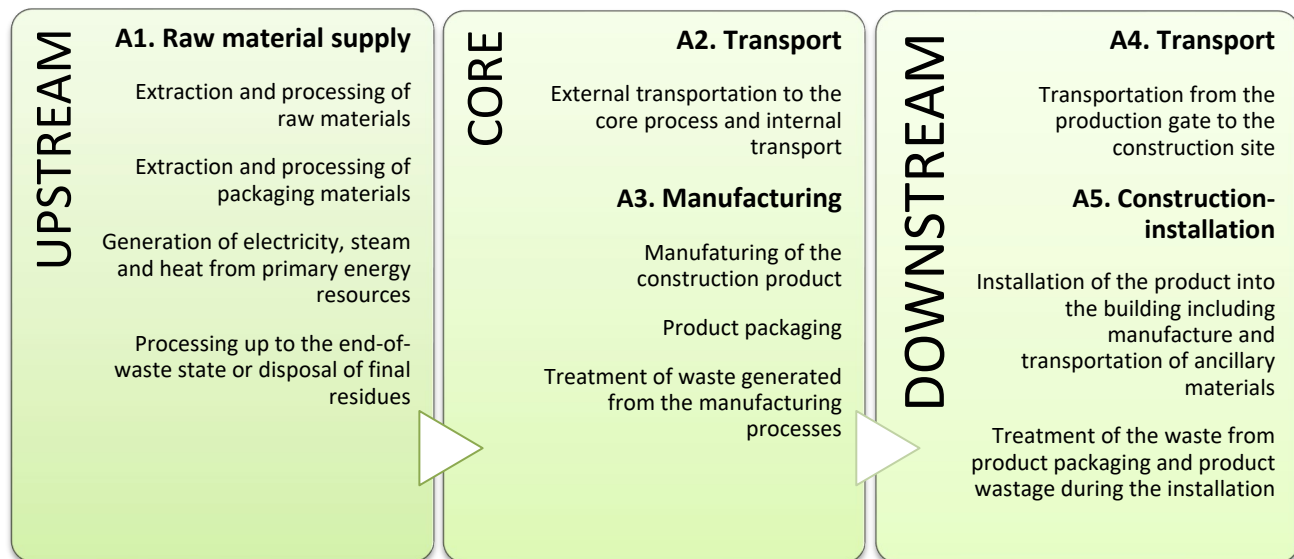 UPSTREAM
A1. Raw material supply
Extraction and processing of
raw materials
Extraction and processing of
packaging materials
Generation of electricity, steam
and heat from primary energy
resources
Processing up to the end-of-
waste state or disposal of final
residues
CORE
A2. Transport
External transportation to the
core process and internal
transport
A3. Manufacturing
Manufaturing of the
construction product
Product packaging
Treatment of waste generated
from the manufacturing
processes
DOWNSTREAM
A4. Transport
Transportation from the
production gate to the
construction site
A5. Construction-
installation
Installation of the product into
the building including
manufacture and
transportation of ancillary
materials
Treatment of the waste from
product packaging and product
wastage during the installation